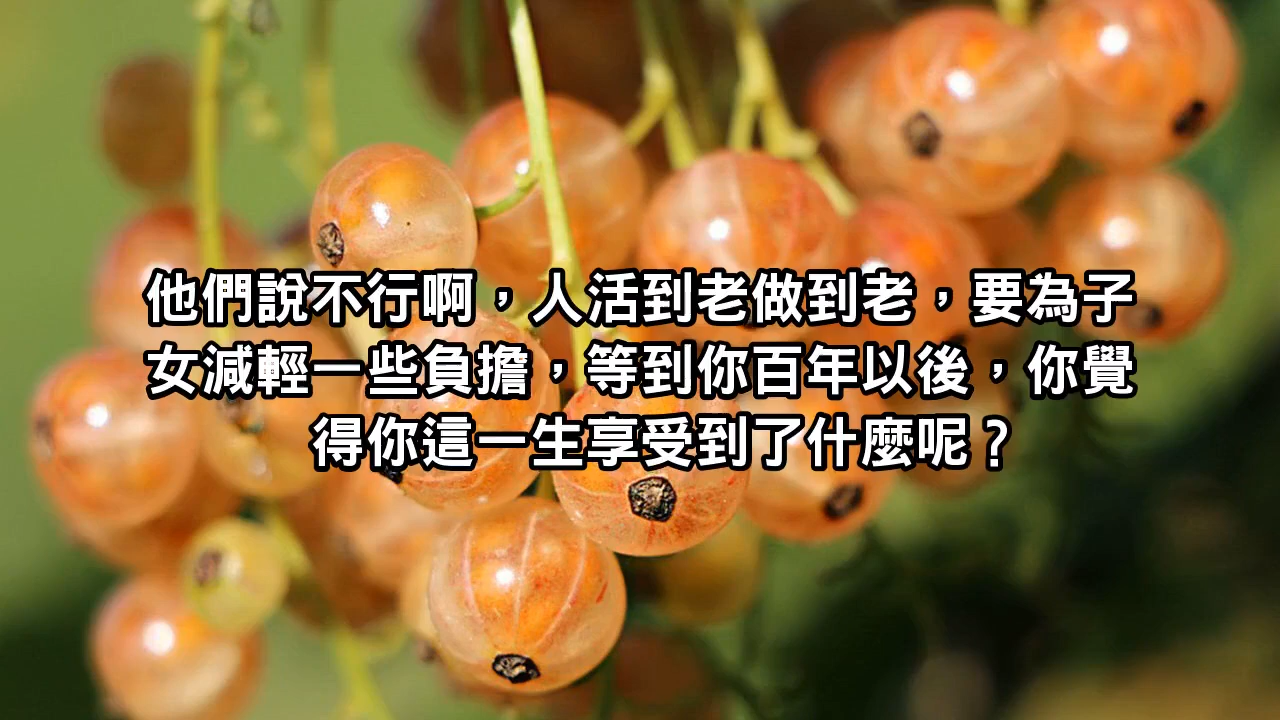 他們說不行啊，人活到老做到老，要為子
女減輕一些負擔，等到你百年以後，你覺
得你這一生享受到了什麼呢？